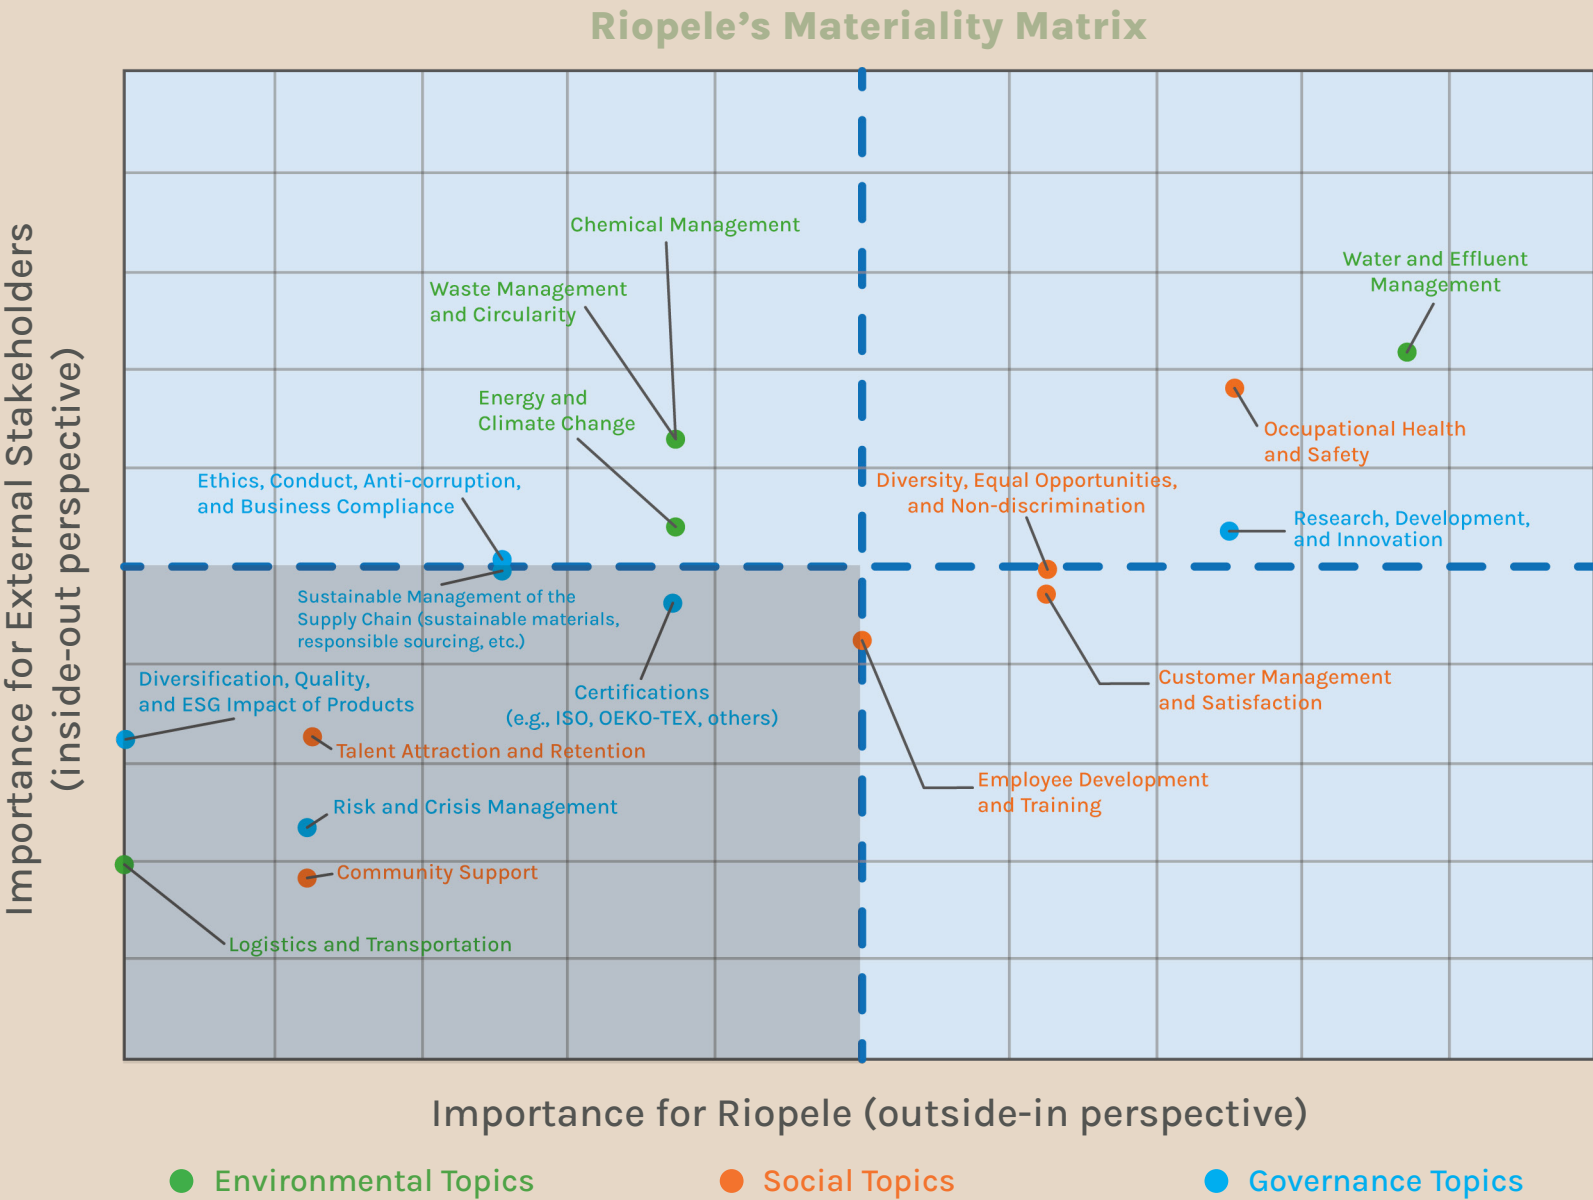 Riopele’s Materiality Matrix
Importance for External Stakeholders
(inside-out perspective)
Chemical Management
Waste Management
and Circularity
Water and Effluent
Management
Energy and
Climate Change
Occupational Health
and Safety
Ethics, Conduct, Anti-corruption,
and Business Compliance
Diversity, Equal Opportunities,
and Non-discrimination
Research, Development,
and Innovation
Sustainable Management of the
Supply Chain (sustainable materials,
responsible sourcing, etc.)
Diversification, Quality,
and ESG Impact of Products
Certifications
(e.g., ISO, OEKO-TEX, others)
Customer Management
and Satisfaction
Talent Attraction and Retention
Employee Development
and Training
Risk and Crisis Management
Community Support
Logistics and Transportation
Importance for Riopele (outside-in perspective)
Environmental Topics
Social Topics
Governance Topics